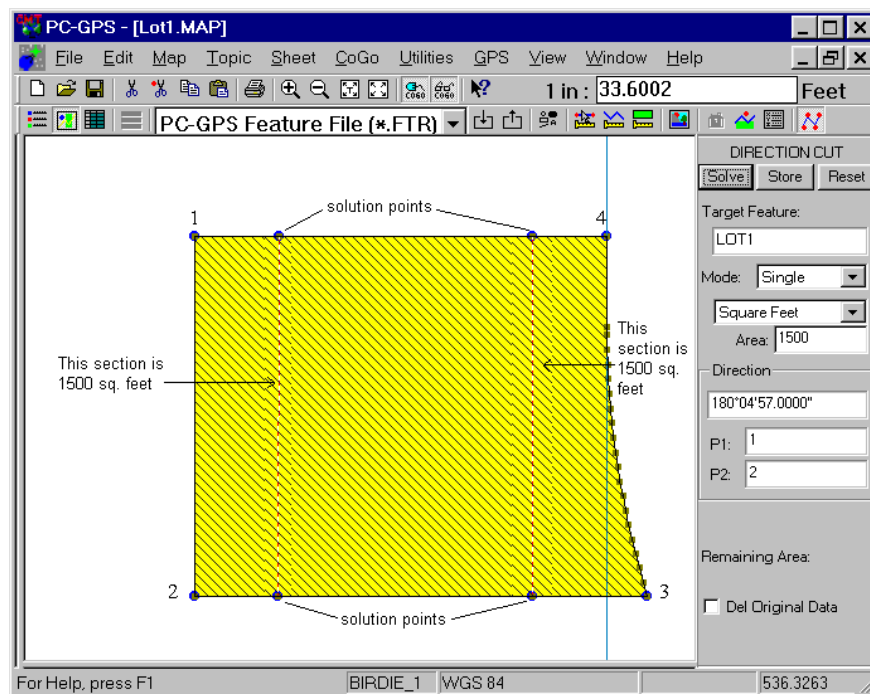 PC-GPS - [Lot1.MAP]
File Edit Map Topic Sheet CoGo Utilities GPS View Window Help
1 in : 33.6002 Feet
PC-GPS Feature File (*.FTR)
DIRECTION CUT
Solve Store Reset
Target Feature:
LOT1
Mode: Single
Square Feet
Area: 1500
Direction
180°04'57.0000"
P1: 1
P2: 2
Remaining Area:
Del Original Data
solution points
1
4
This section is
1500 sq. feet
This
section is
1500 sq.
feet
2
3
solution points
For Help, press F1
BIRDIE_1
WGS 84
536.3263